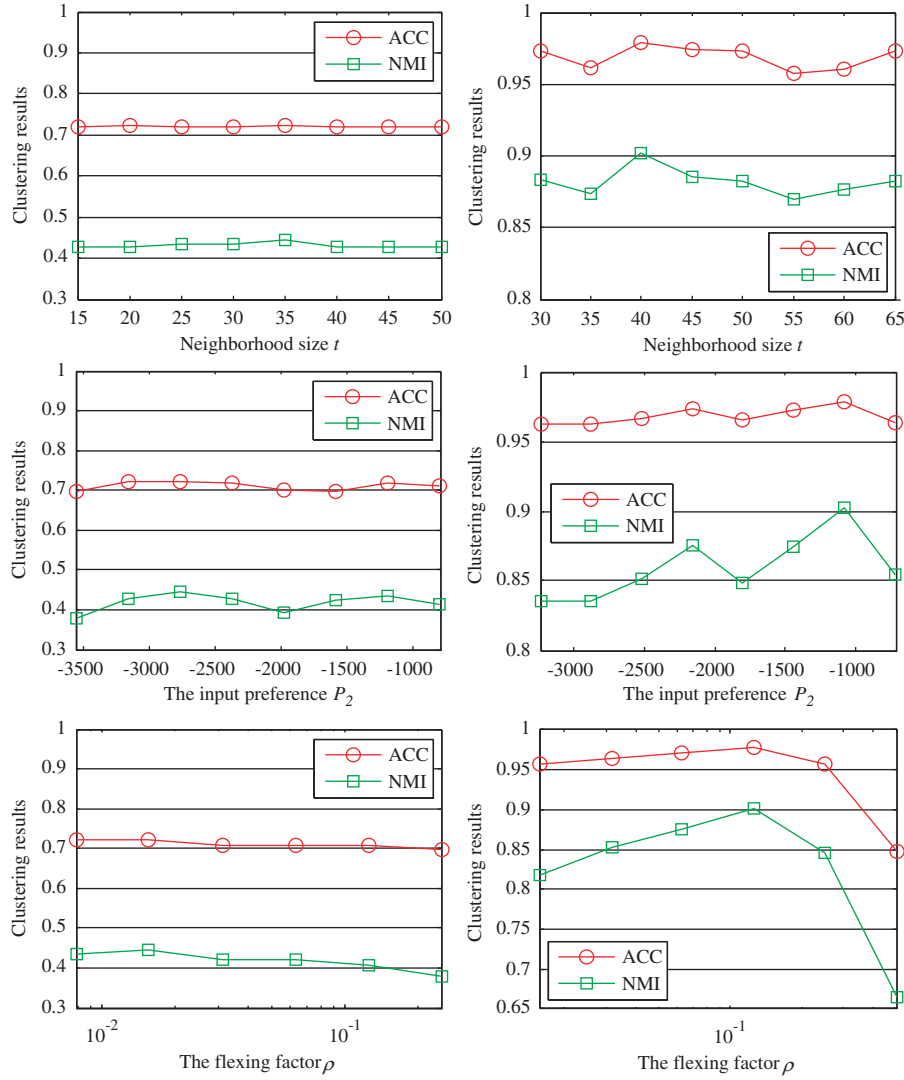 1
0.9
0.8
0.7
0.6
0.5
0.4
0.3
Clustering results
ACC
NMI
15 20 25 30 35 40 45 50
Neighborhood size t
1
0.95
0.9
0.85
0.8
Clustering results
ACC
NMI
30 35 40 45 50 55 60 65
Neighborhood size t
1
0.9
0.8
0.7
0.6
0.5
0.4
0.3
Clustering results
ACC
NMI
-3500 -3000 -2500 -2000 -1500 -1000
The input preference P2
1
0.95
0.9
0.85
0.8
Clustering results
ACC
NMI
-3000 -2500 -2000 -1500 -1000
The input preference P2
1
0.9
0.8
0.7
0.6
0.5
0.4
0.3
Clustering results
ACC
NMI
10-2 10-1
The flexing factor ρ
1
0.95
0.9
0.85
0.8
0.75
0.7
0.65
Clustering results
ACC
NMI
10-1
The flexing factor ρ